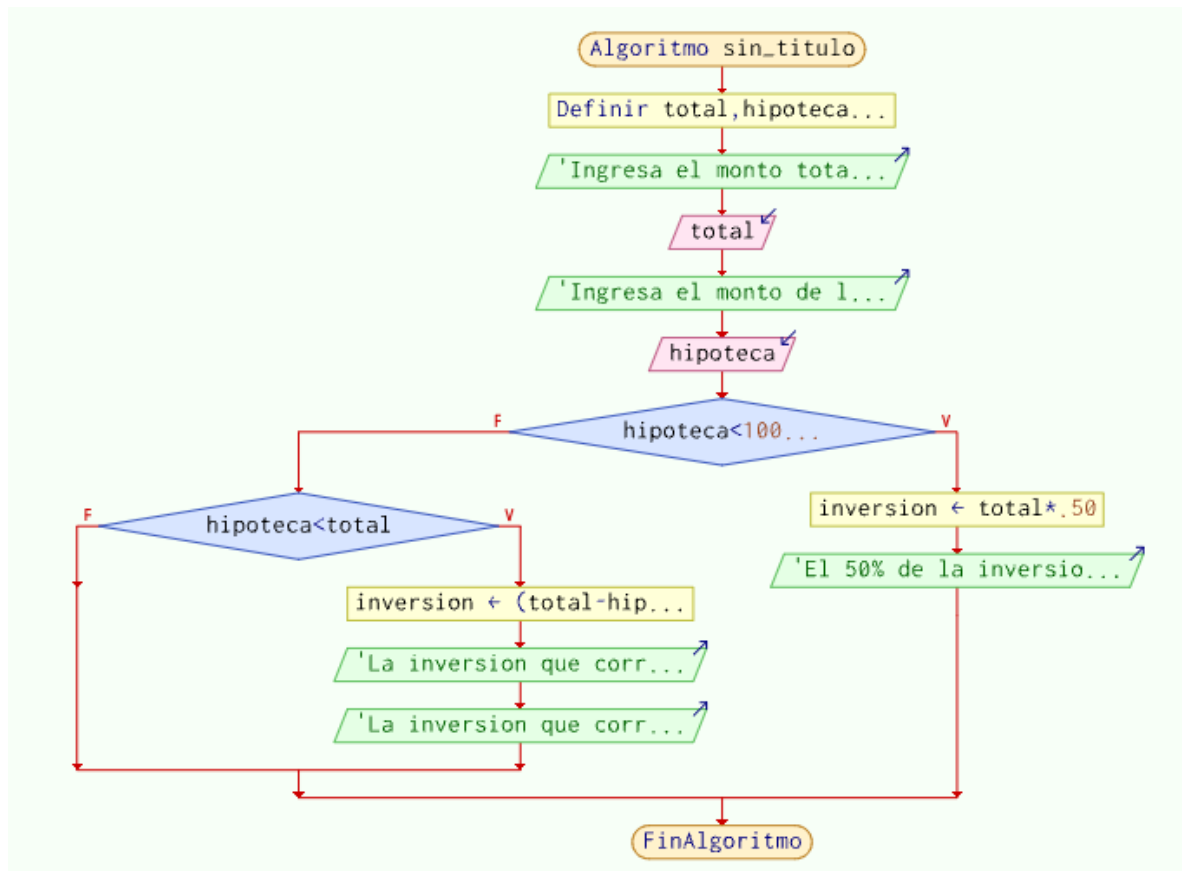 Algoritmo sin_titulo
Definir total,hipoteca...
'Ingresa el monto tota...
total
'Ingresa el monto de l...
hipoteca
hipoteca<100...
F
V
hipoteca<total
F
V
inversion ← (total-hip...
'La inversion que corr...
'La inversion que corr...
inversion ← total*.50
'El 50% de la inversio...
FinAlgoritmo